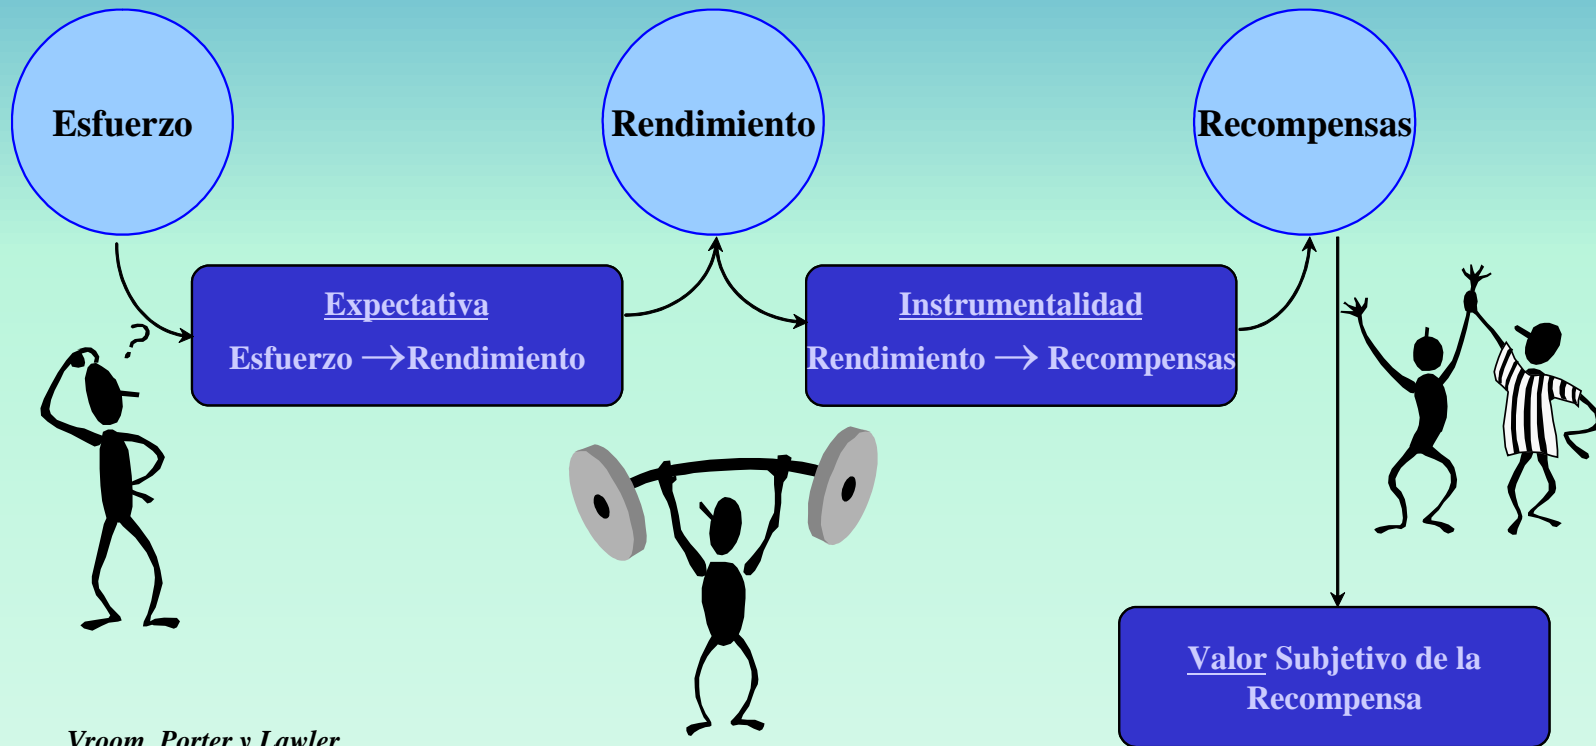 Esfuerzo
Rendimiento
Recompensas
Expectativa
Esfuerzo → Rendimiento
Instrumentalidad
Rendimiento → Recompensas
?
Valor Subjetivo de la
Recompensa
Vroom, Porter y Lawler